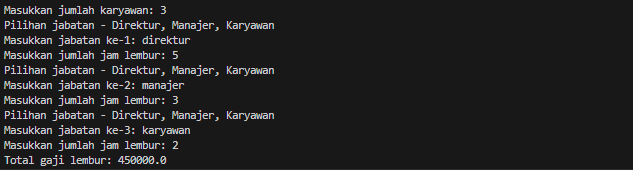 Masukkan jumlah karyawan: 3
Pilihan jabatan - Direktur, Manajer, Karyawan
Masukkan jabatan ke-1: direktur
Masukkan jumlah jam lembur: 5
Pilihan jabatan - Direktur, Manajer, Karyawan
Masukkan jabatan ke-2: manajer
Masukkan jumlah jam lembur: 3
Pilihan jabatan - Direktur, Manajer, Karyawan
Masukkan jabatan ke-3: karyawan
Masukkan jumlah jam lembur: 2
Total gaji lembur: 450000.0